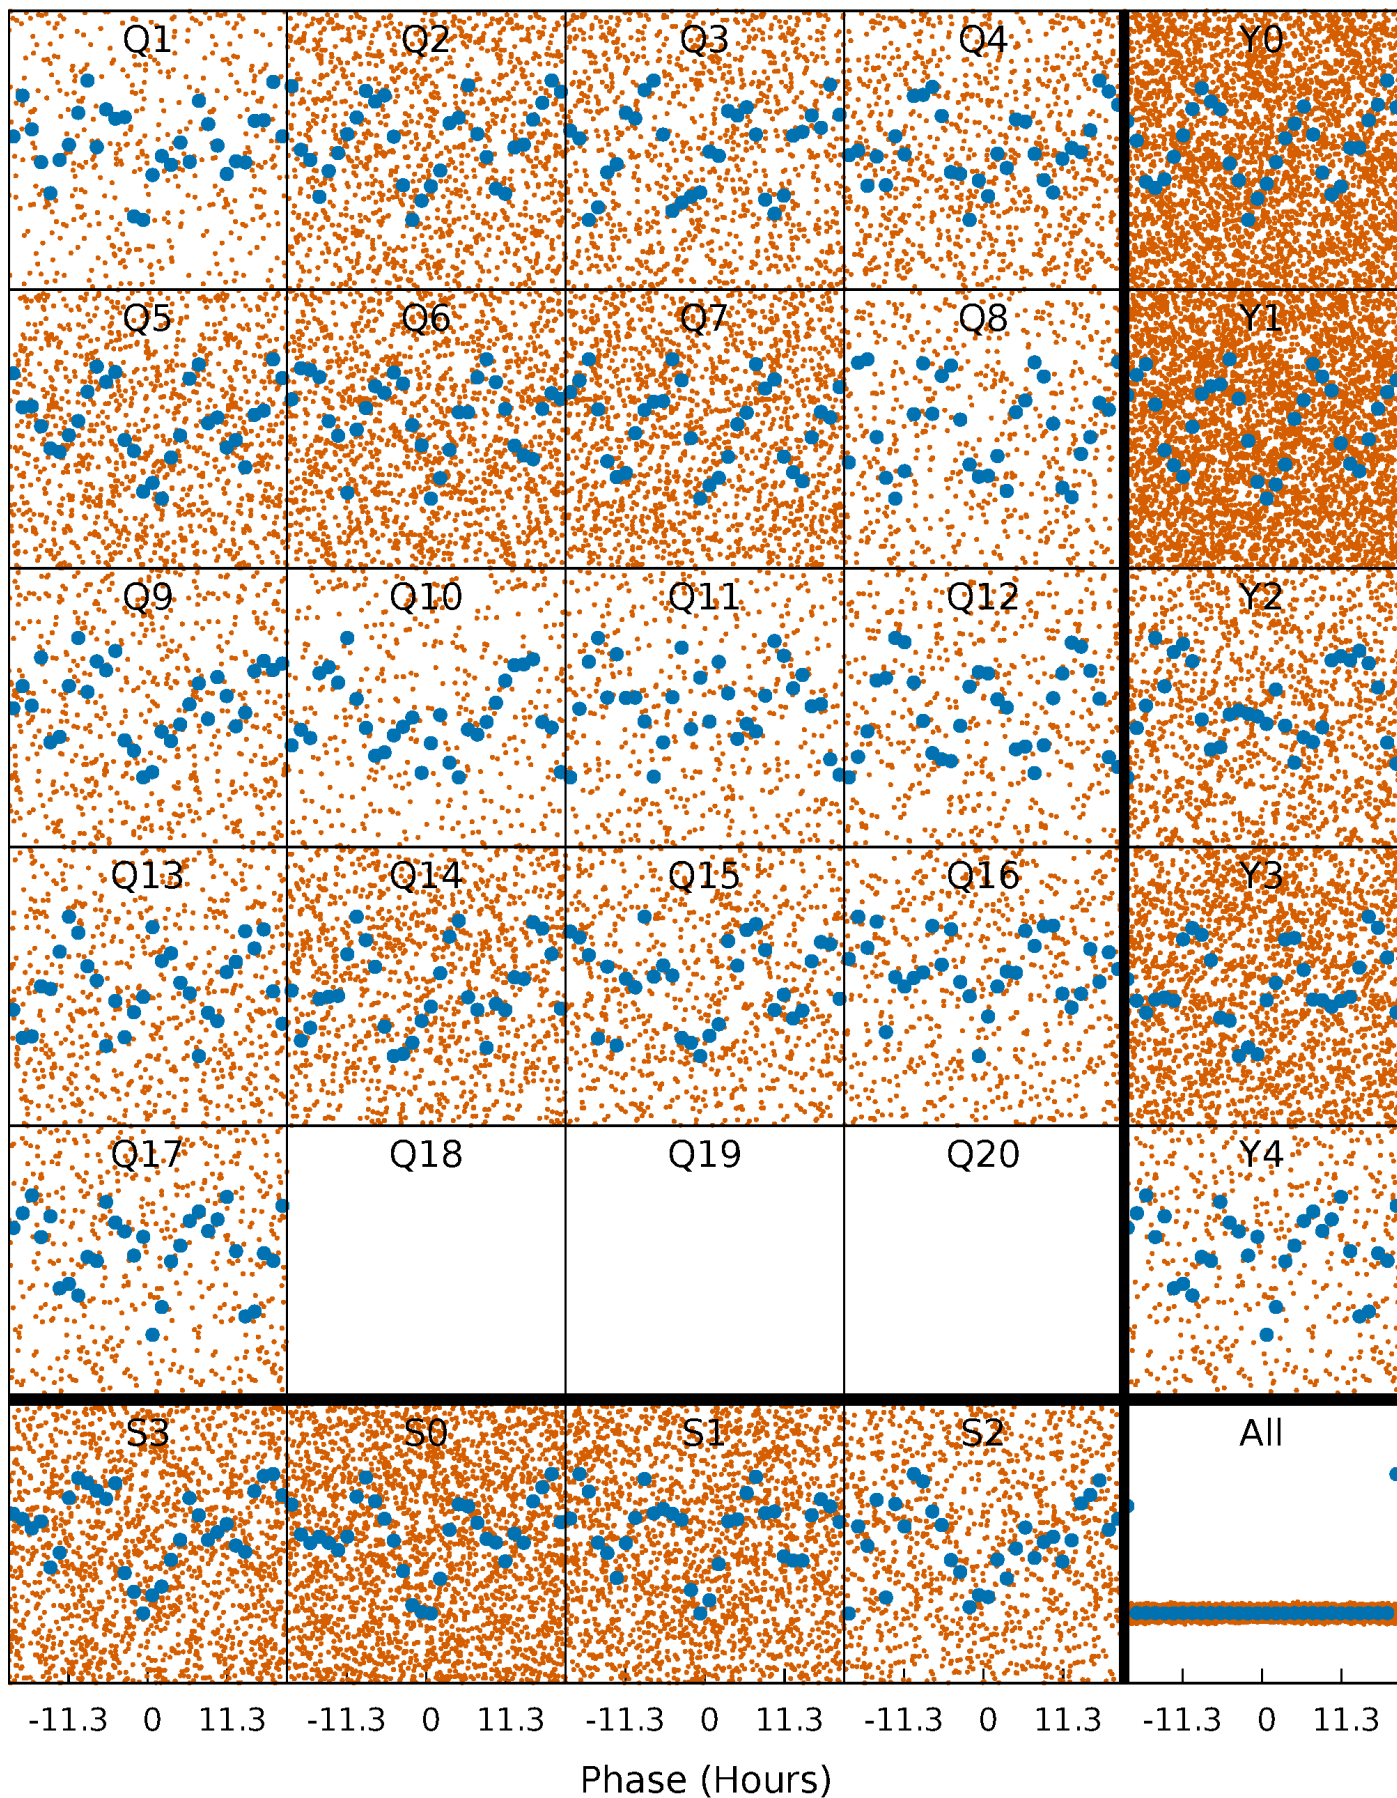 Q1 Q2 Q3 Q4 Y0
Q5 Q6 Q7 Q8 Y1
Q9 Q10 Q11 Q12 Y2
Q13 Q14 Q15 Q16 Y3
Q17 Q18 Q19 Q20 Y4
S3 S0 S1 S2 All
-11.3 0 11.3 -11.3 0 11.3 -11.3 0 11.3 -11.3 0 11.3 -11.3 0 11.3
Phase (Hours)